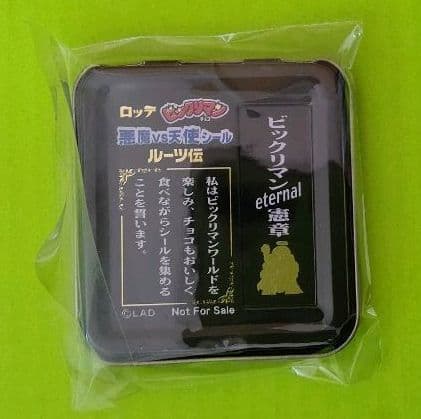 ロッテ ビックリマンチョコ
悪魔VS天使シール
ルーツ伝
ビックリマン
eternal
憲章
私はビックリマンワールドを
楽しみ、チョコもおいしく
食べながらシールを集める
ことを誓います。
©LAD
Not For Sale